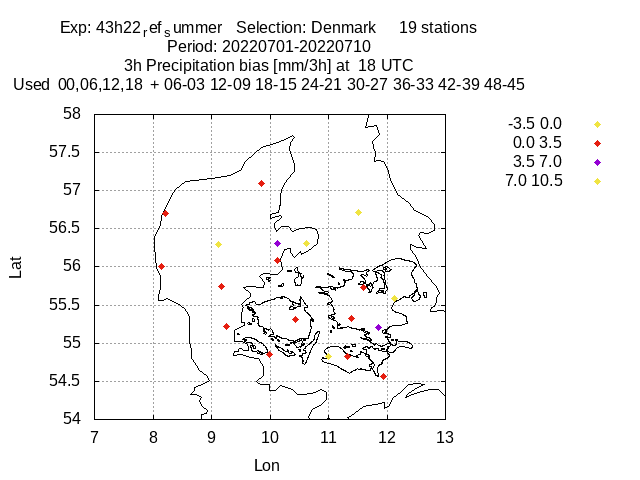 Exp: 43h22refsummer   Selection: Denmark     19 stations
Period: 20220701-20220710
3h Precipitation bias [mm/3h] at  18 UTC
Used  00,06,12,18  + 06-03 12-09 18-15 24-21 30-27 36-33 42-39 48-45
-3.5 0.0
0.0 3.5
3.5 7.0
7.0 10.5
58
57.5
57
56.5
56
55.5
55
54.5
54
Lat
7 8 9 10 11 12 13
Lon